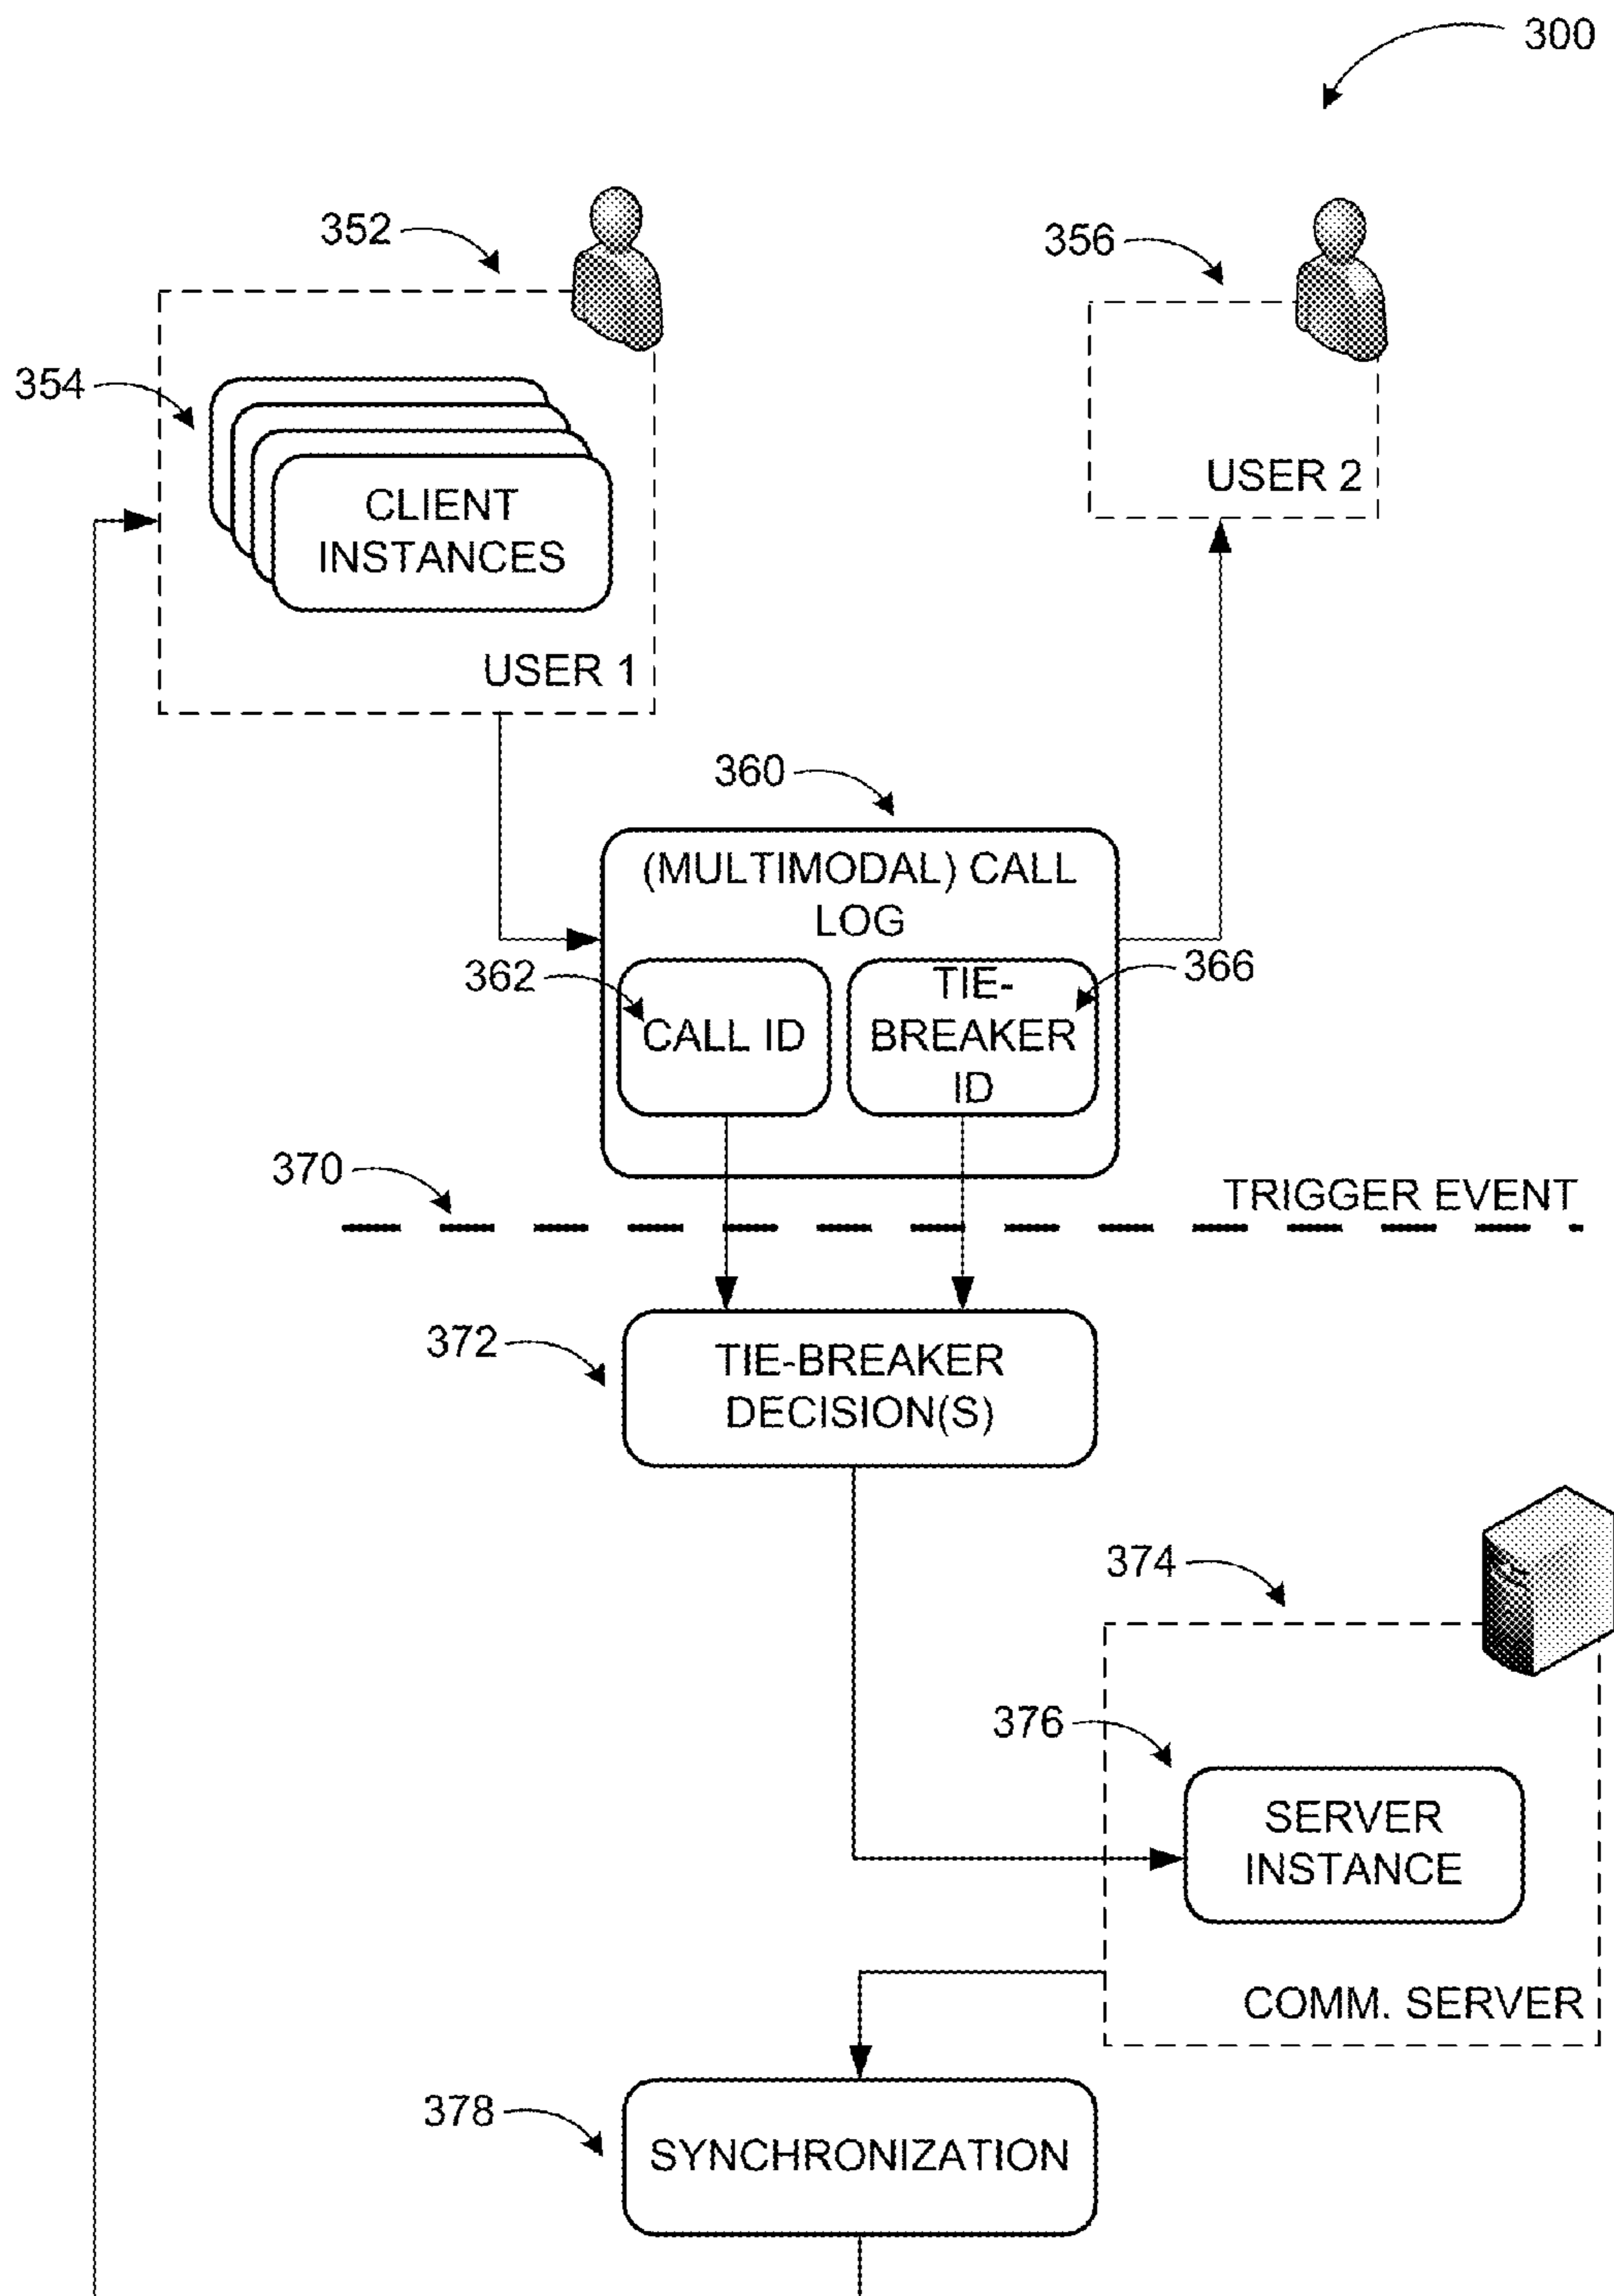 300
352
356
354
CLIENT
INSTANCES
USER 1
USER 2
360
(MULTIMODAL) CALL
LOG
362
366
CALL ID
TIE-
BREAKER
ID
370
TRIGGER EVENT
372
TIE-BREAKER
DECISION(S)
374
376
SERVER
INSTANCE
COMM. SERVER
378
SYNCHRONIZATION